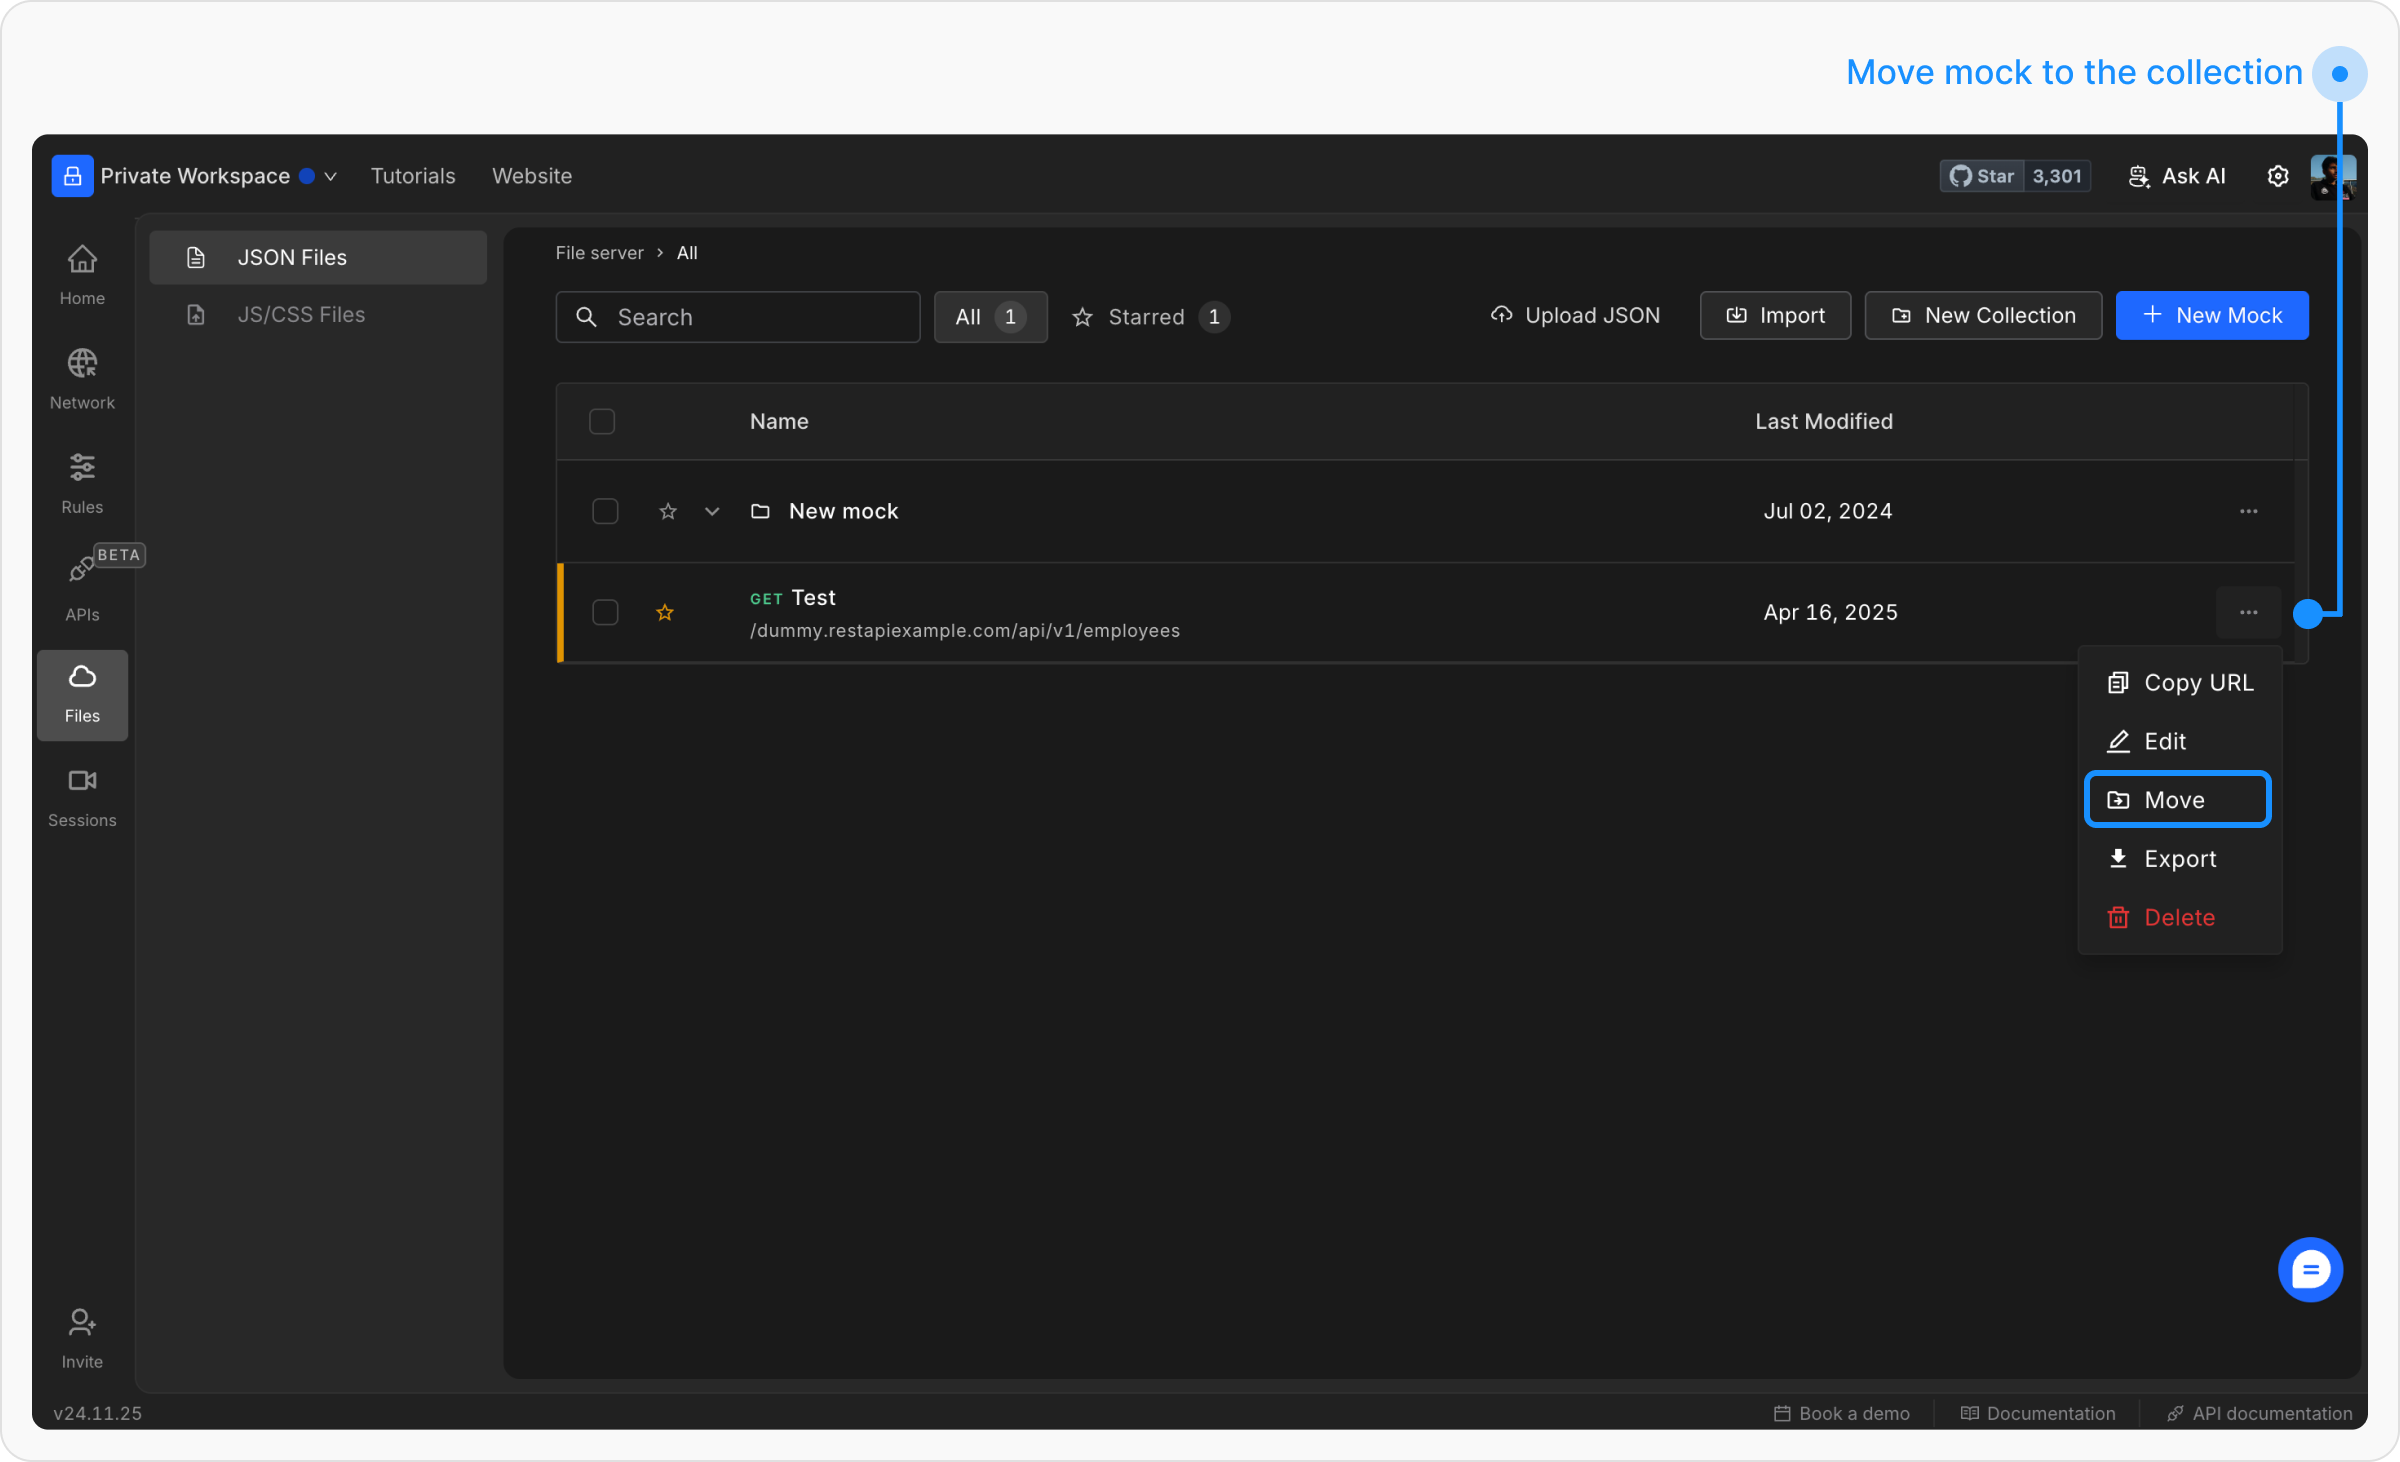 Move mock to the collection
Private Workspace Tutorials Website Star 3,301 Ask AI
Home
Network
Rules
BETA
APIs
Files
Sessions
Invite
v24.11.25
JSON Files
JS/CSS Files
File server › All
Search All 1 Starred 1 Upload JSON Import New Collection + New Mock
Name Last Modified
New mock Jul 02, 2024 ...
GET Test
/dummy.restapiexample.com/api/v1/employees Apr 16, 2025 ...
Copy URL
Edit
Move
Export
Delete
Book a demo Documentation API documentation